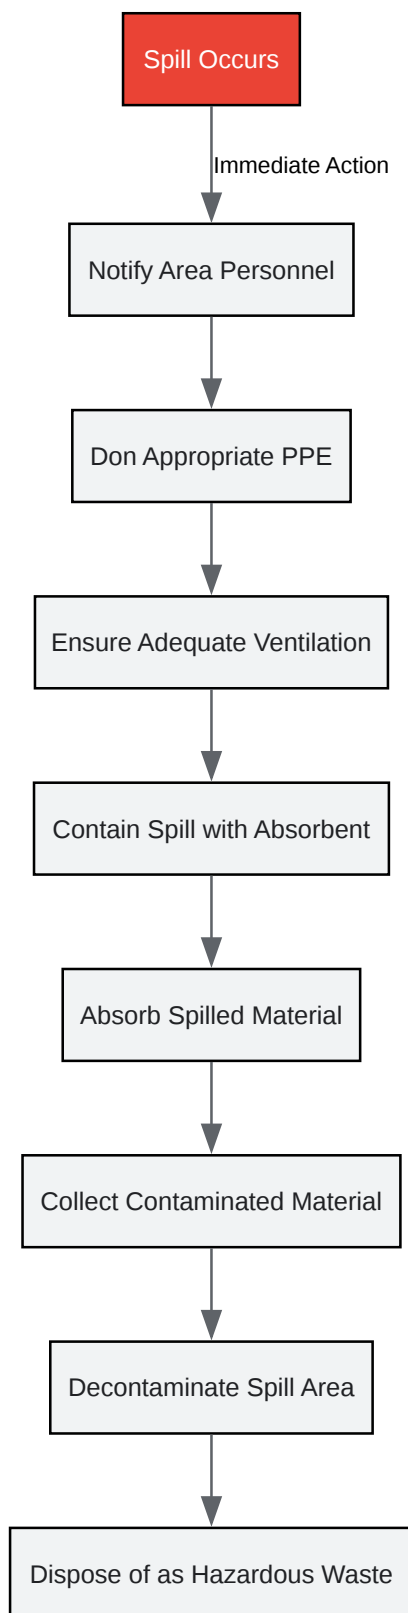 Spill Occurs
Immediate Action
Notify Area Personnel
Don Appropriate PPE
Ensure Adequate Ventilation
Contain Spill with Absorbent
Absorb Spilled Material
Collect Contaminated Material
Decontaminate Spill Area
Dispose of as Hazardous Waste